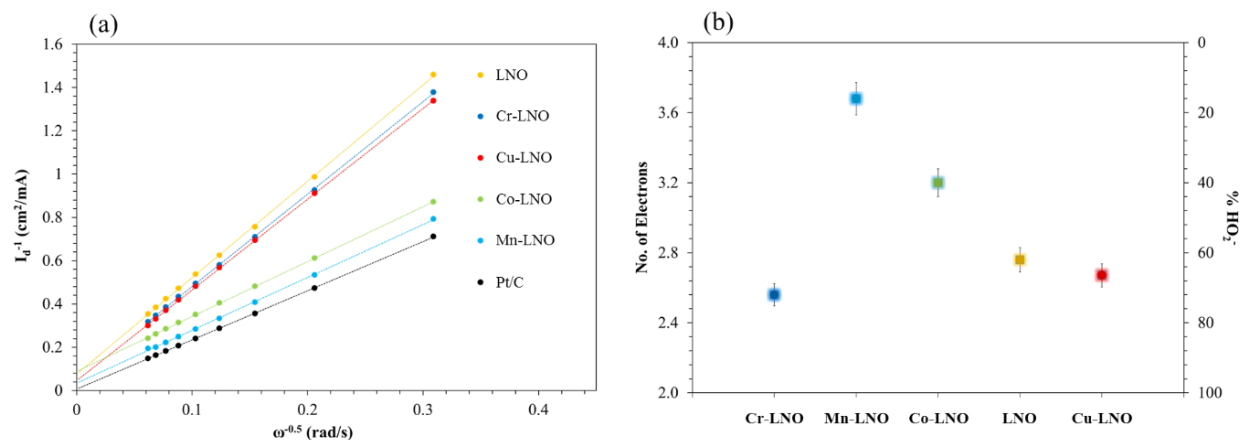 (a)
1.6
1.4
1.2
1
0.8
0.6
0.4
0.2
0
I_d^-1 (cm²/mA)
0 0.1 0.2 0.3 0.4
ω^-0.5 (rad/s)
LNO
Cr-LNO
Cu-LNO
Co-LNO
Mn-LNO
Pt/C
(b)
4.0
3.6
3.2
2.8
2.4
2.0
No. of Electrons
0
20
40
60
80
100
% HO₂⁻
Cr-LNO Mn-LNO Co-LNO LNO Cu-LNO